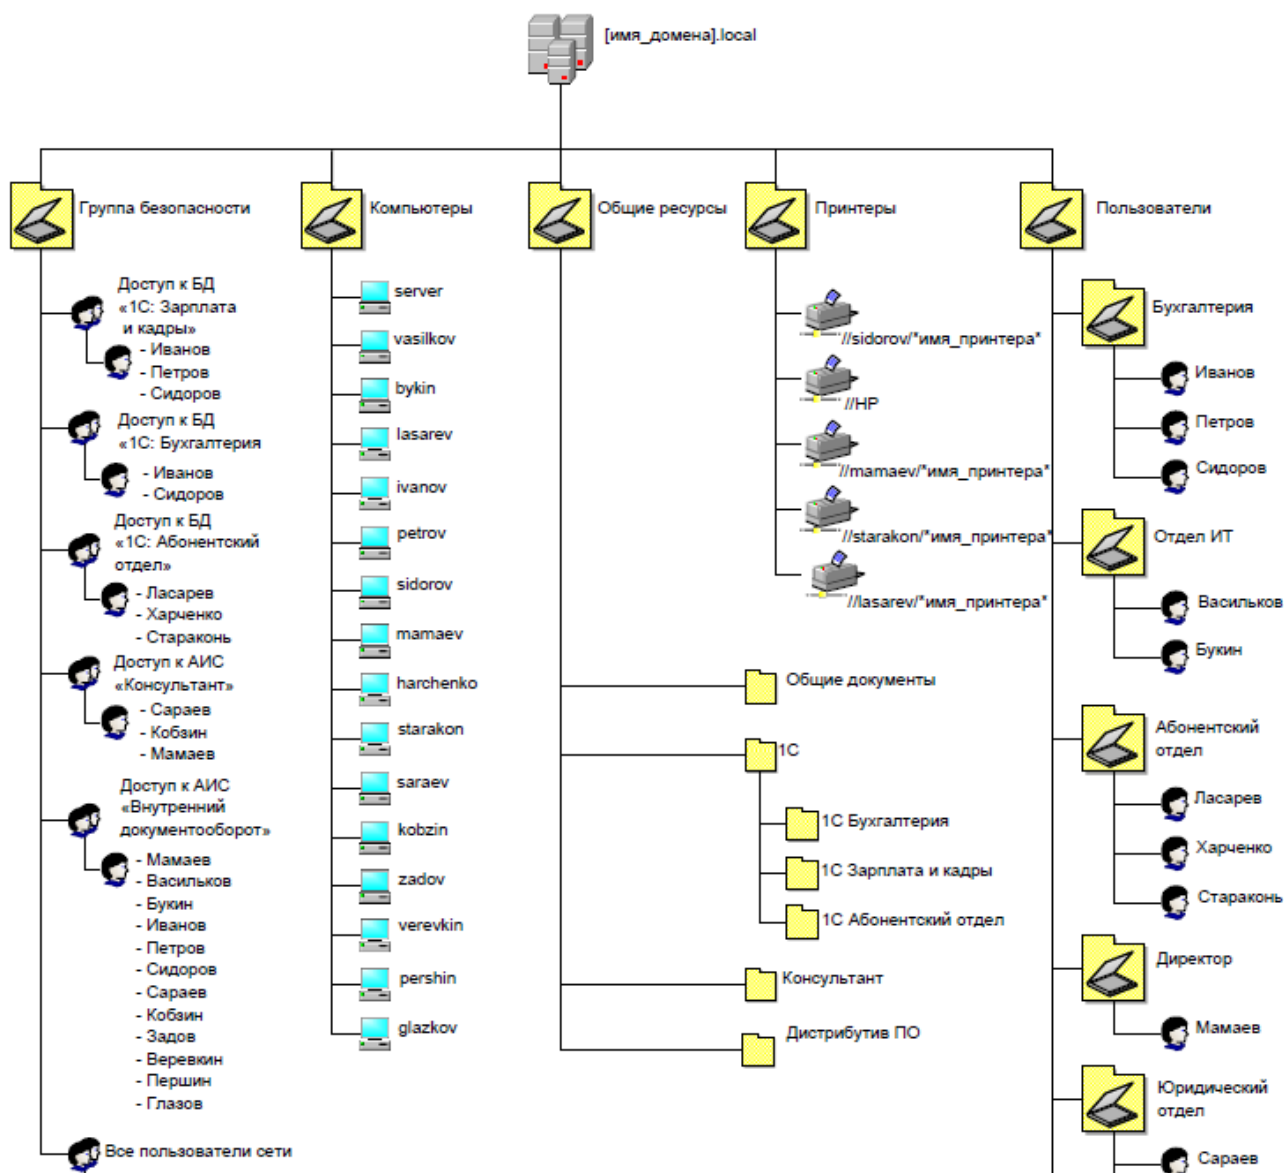 [имя_домена].local
Группа безопасности
Доступ к БД
«1С: Зарплата
и кадры»
- Иванов
- Петров
- Сидоров
Доступ к БД
«1С: Бухгалтерия
- Иванов
- Сидоров
Доступ к БД
«1С: Абонентский
отдел»
- Ласарев
- Харченко
- Стараконь
Доступ к АИС
«Консультант»
- Сараев
- Кобзин
- Мамаев
Доступ к АИС
«Внутренний
документооборот»
- Мамаев
- Васильков
- Букин
- Иванов
- Петров
- Сидоров
- Сараев
- Кобзин
- Задов
- Веревкин
- Першин
- Глазов
Все пользователи сети
Компьютеры
server
vasilkov
bykin
lasarev
ivanov
petrov
sidorov
mamaev
harchenko
starakon
saraev
kobzin
zadov
verevkin
pershin
glazkov
Общие ресурсы
Общие документы
1С
1С Бухгалтерия
1С Зарплата и кадры
1С Абонентский отдел
Консультант
Дистрибутив ПО
Принтеры
//sidorov/*имя_принтера*
//HP
//mamaev/*имя_принтера*
//starakon/*имя_принтера*
//lasarev/*имя_принтера*
Пользователи
Бухгалтерия
Иванов
Петров
Сидоров
Отдел ИТ
Васильков
Букин
Абонентский
отдел
Ласарев
Харченко
Стараконь
Директор
Мамаев
Юридический
отдел
Сараев